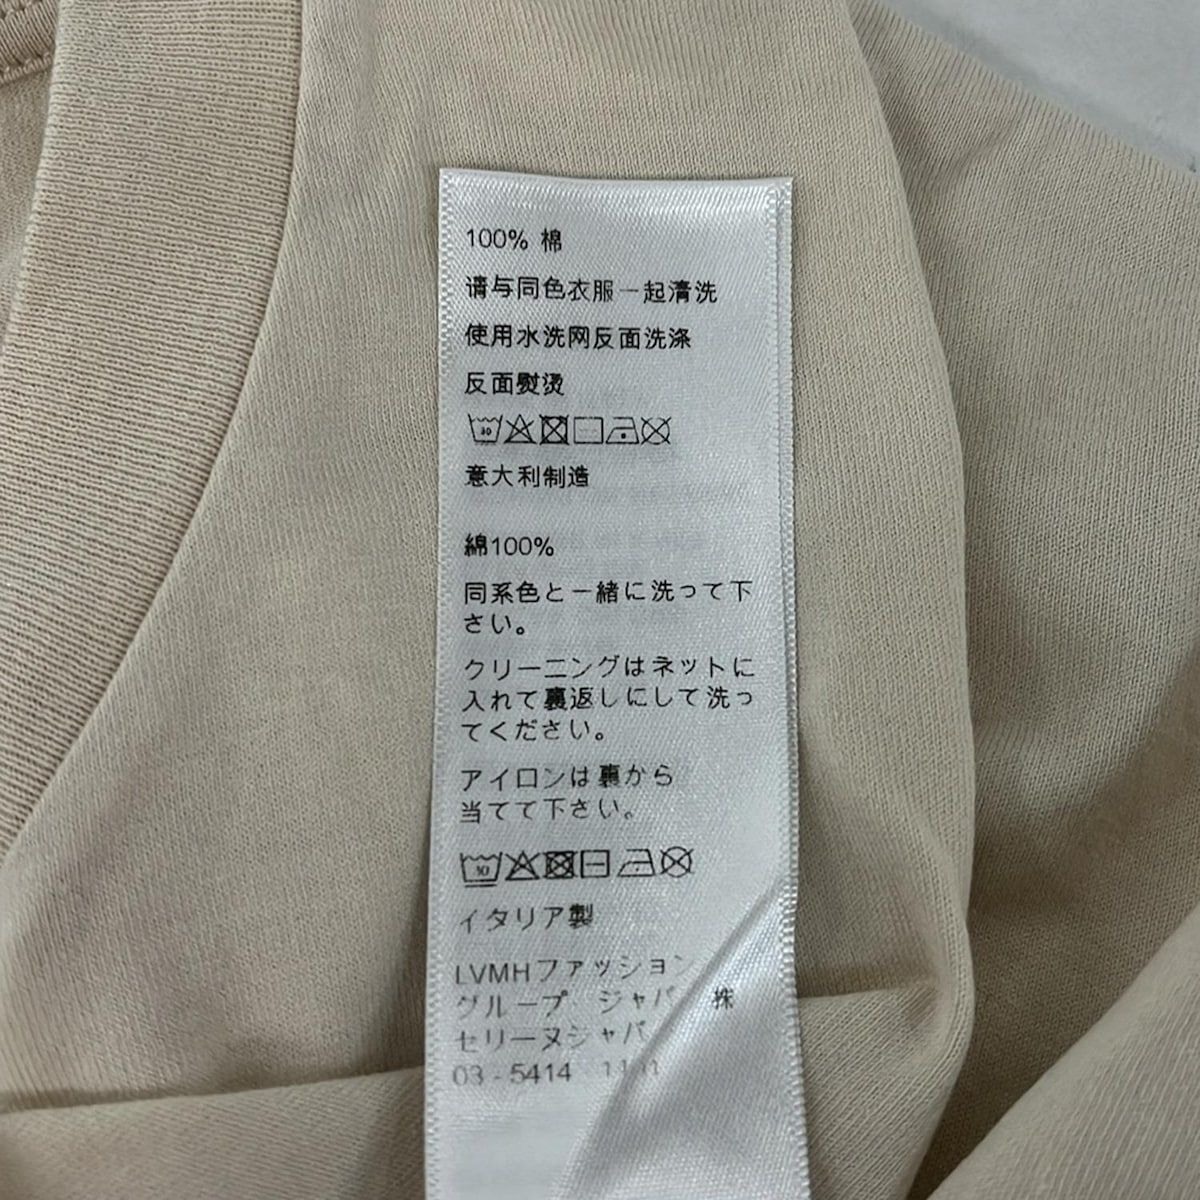 100% 棉
请与同色衣服一起清洗
使用水洗网反面洗涤
反面熨烫
30
意大利制造
綿100%
同系色と一緒に洗って下
さい。
クリーニングはネットに
入れて裏返しにして洗っ
てください。
アイロンは裏から
当てて下さい。
30
イタリア製
LVMHファッション
グループ・ジャパ 株
セリーヌジャパ
03 - 5414